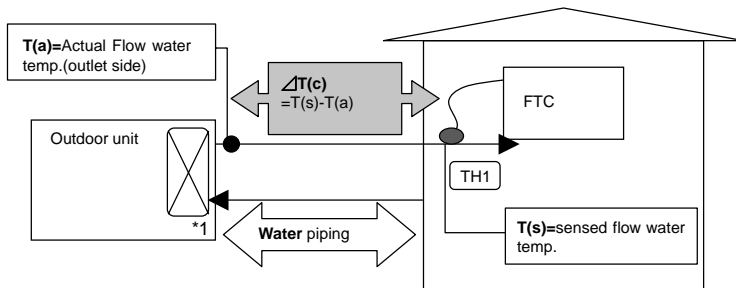 T(a)=Actual Flow water
temp.(outlet side)
⊿T(c)
=T(s)-T(a)
FTC
Outdoor unit
TH1
*1
Water piping
T(s)=sensed flow water
temp.